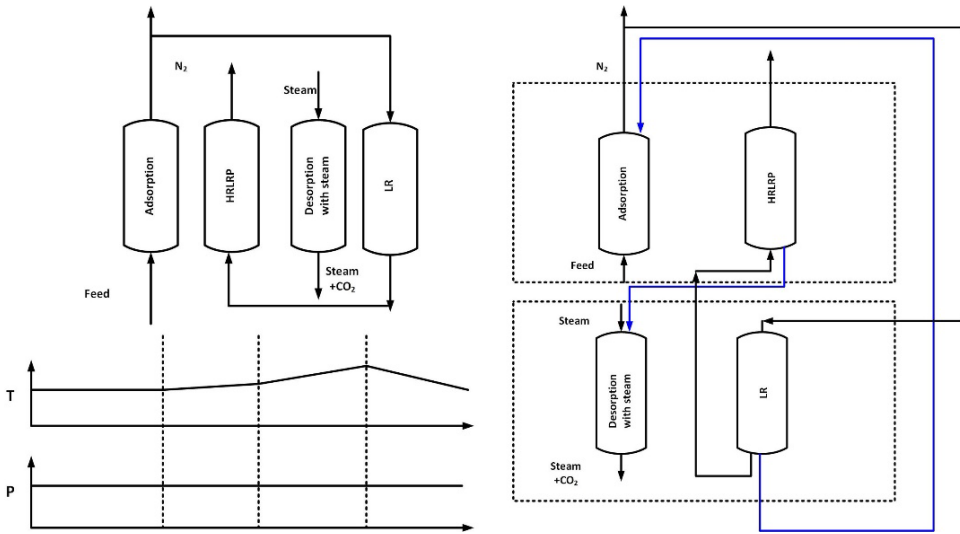 N2
Steam
Adsorption
HRLRP
Desorption
with steam
LR
Feed
Steam
+CO2
T
P
N2
Adsorption
HRLRP
Feed
Steam
Desorption
with steam
LR
Steam
+CO2